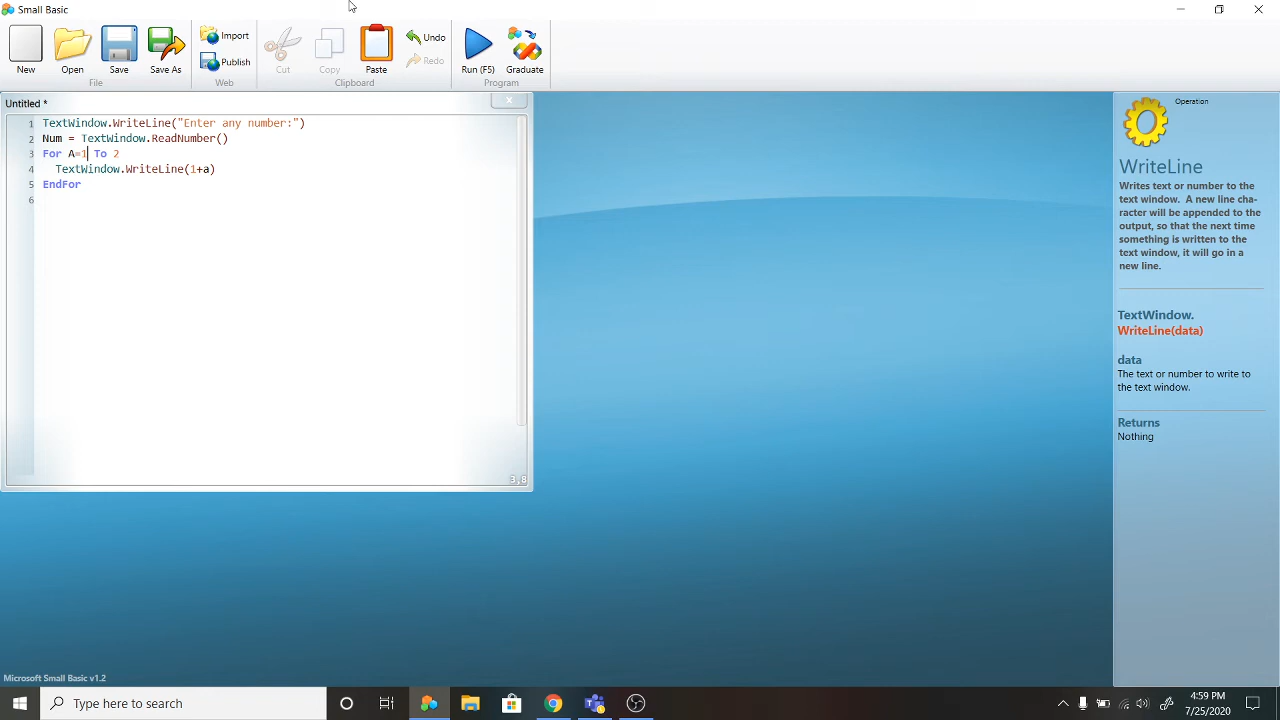 Small Basic
New
Open
Save
Save As
Import
Publish
Cut
Copy
Paste
Undo
Redo
Run (F5)
Graduate
File
Web
Clipboard
Program
Untitled *
1 TextWindow.WriteLine("Enter any number:")
2 Num = TextWindow.ReadNumber()
3 For A=1 To 2
4 TextWindow.WriteLine(1+a)
5 EndFor
6
3,8
Operation
WriteLine
Writes text or number to the
text window. A new line cha-
racter will be appended to the
output, so that the next time
something is written to the
text window, it will go in a
new line.
TextWindow.
WriteLine(data)
data
The text or number to write to
the text window.
Returns
Nothing
Microsoft Small Basic v1.2
Type here to search
4:59 PM
7/25/2020